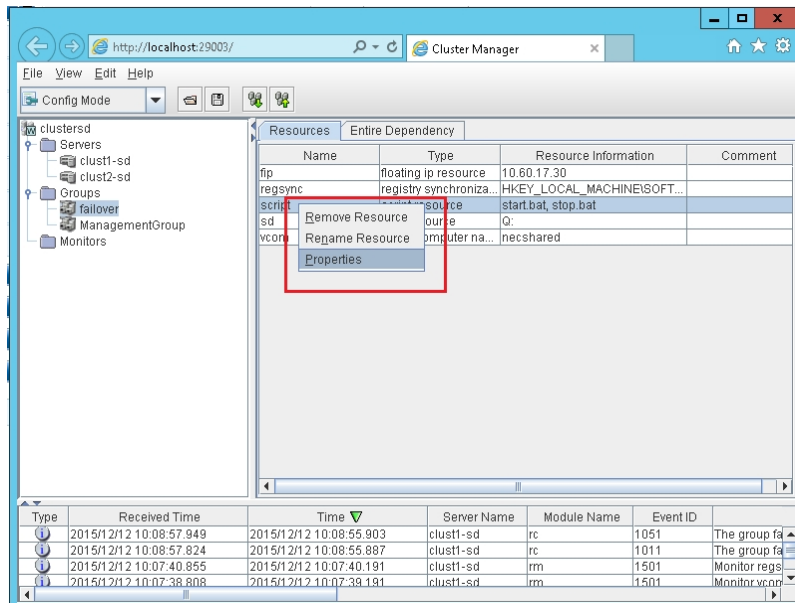 http://localhost:29003/
Cluster Manager
File View Edit Help
Config Mode
clustersd
Servers
clust1-sd
clust2-sd
Groups
failover
ManagementGroup
Monitors
Resources Entire Dependency
Name Type Resource Information Comment
fip floating ip resource 10.60.17.30
regsync registry synchroniza... HKEY_LOCAL_MACHINE\SOFT...
script resource start.bat, stop.bat
sd Q:
vcom computer na... necshared
Remove Resource
Rename Resource
Properties
Type Received Time Time Server Name Module Name Event ID
2015/12/12 10:08:57.949 2015/12/12 10:08:55.903 clust1-sd rc 1051 The group fa
2015/12/12 10:08:57.824 2015/12/12 10:08:55.887 clust1-sd rc 1011 The group fa
2015/12/12 10:07:40.855 2015/12/12 10:07:40.191 clust1-sd rm 1501 Monitor regs
2015/12/12 10:07:38.808 2015/12/12 10:07:39.191 clust1-sd rm 1501 Monitor vcom